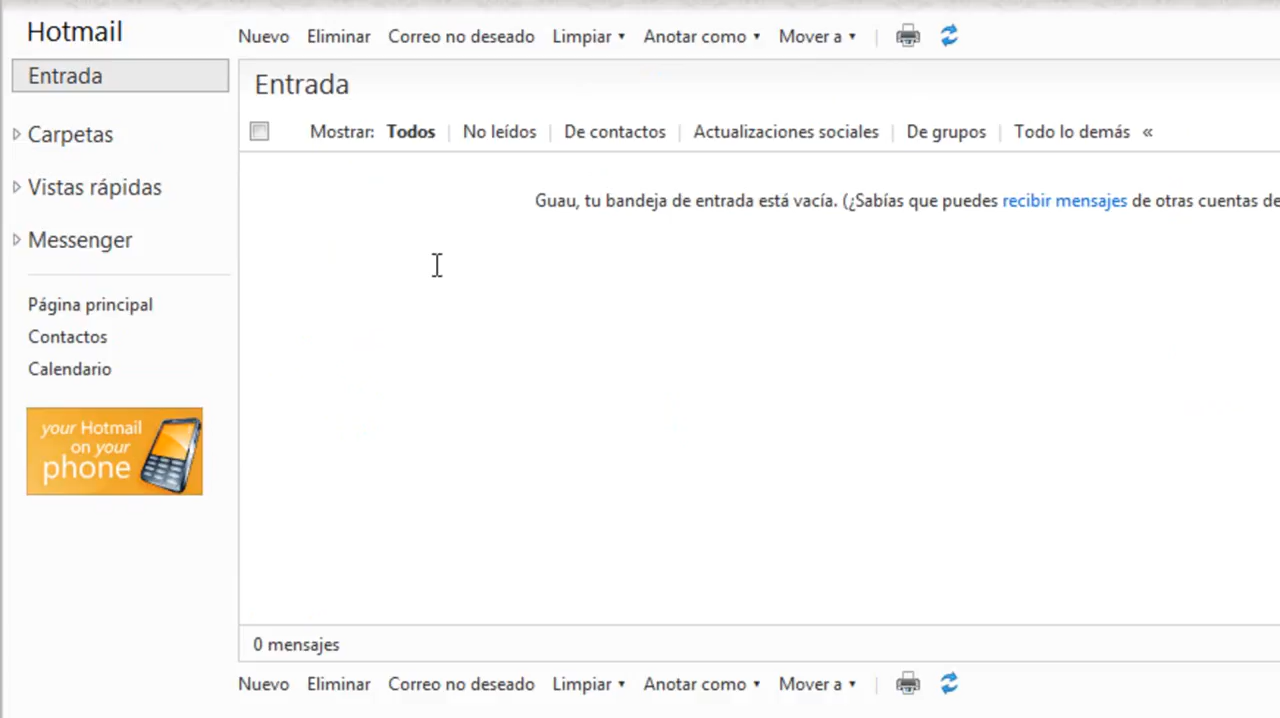 Hotmail
Nuevo Eliminar Correo no deseado Limpiar Anotar como Mover a
Entrada
Entrada
Mostrar: Todos No leídos De contactos Actualizaciones sociales De grupos Todo lo demás «
Carpetas
Vistas rápidas
Guau, tu bandeja de entrada está vacía. (¿Sabías que puedes recibir mensajes de otras cuentas de
Messenger
Página principal
Contactos
Calendario
your Hotmail
on your
phone
0 mensajes
Nuevo Eliminar Correo no deseado Limpiar Anotar como Mover a